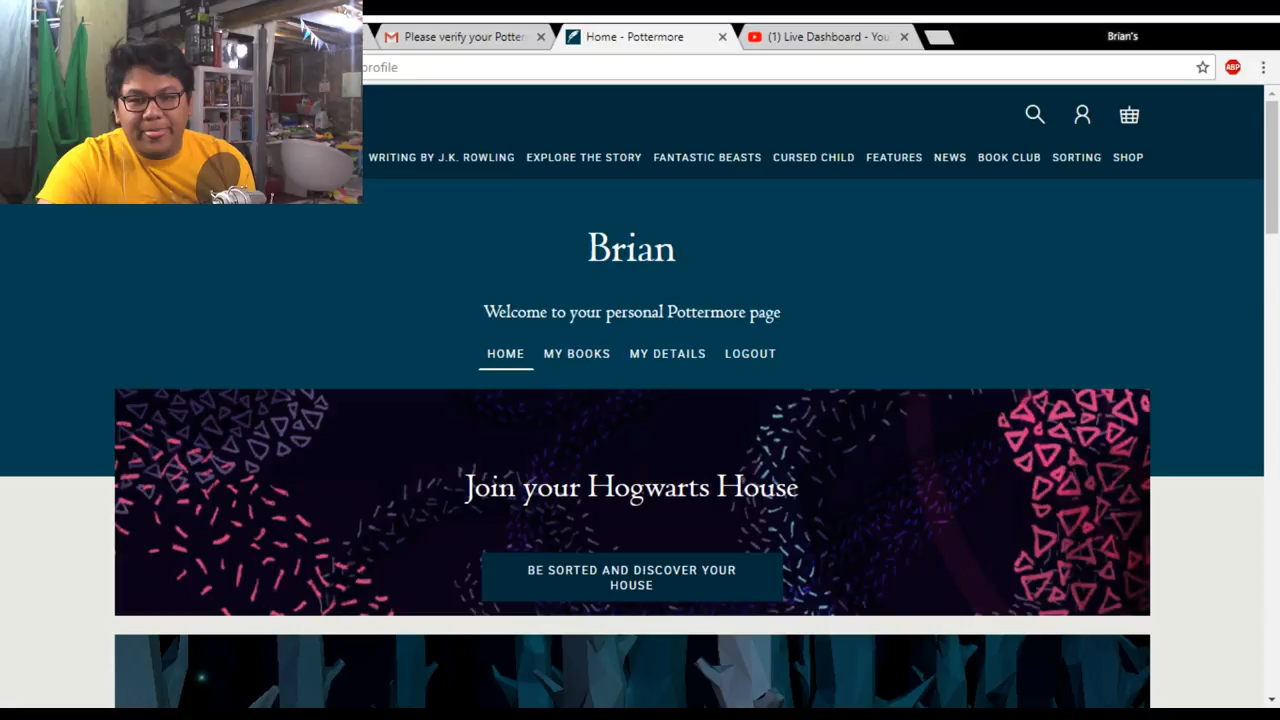 Please verify your Potter
Home - Pottermore
(1) Live Dashboard - You
Brian's
profile
ABP
WRITING BY J.K. ROWLING
EXPLORE THE STORY
FANTASTIC BEASTS
CURSED CHILD
FEATURES
NEWS
BOOK CLUB
SORTING
SHOP
Brian
Welcome to your personal Pottermore page
HOME
MY BOOKS
MY DETAILS
LOGOUT
Join your Hogwarts House
BE SORTED AND DISCOVER YOUR
HOUSE